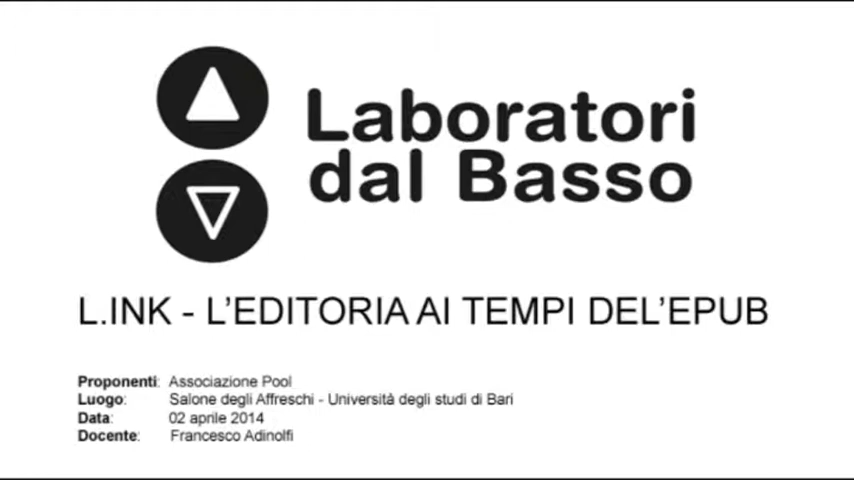 Laboratori
dal Basso
L.INK - L'EDITORIA AI TEMPI DEL'EPUB
Proponenti: Associazione Pool
Luogo: Salone degli Affreschi - Università degli studi di Bari
Data: 02 aprile 2014
Docente: Francesco Adinolfi